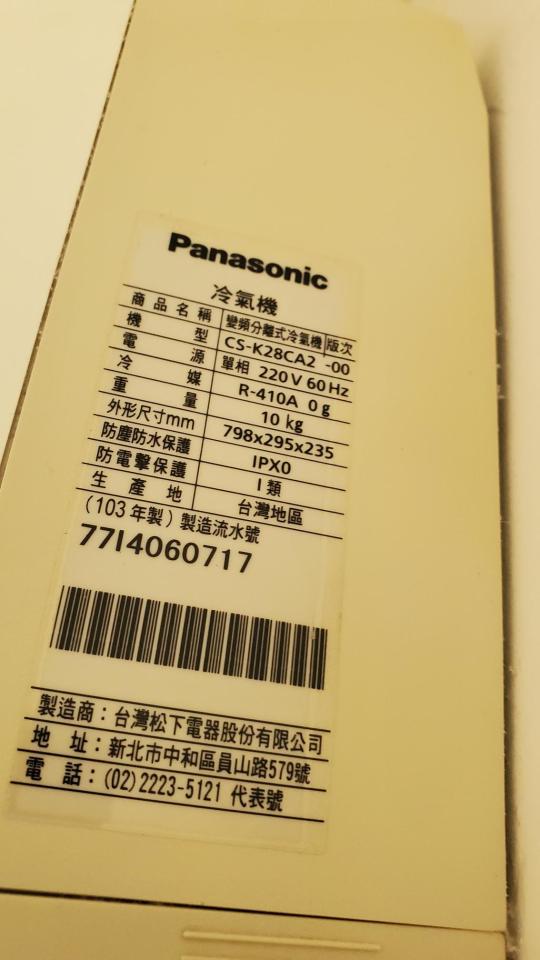 Panasonic
冷氣機
商品名稱 變頻分離式冷氣機 版次
機型 CS-K28CA2 -00
電源 單相 220V 60Hz
冷媒 R-410A 0g
重量 10 kg
外形尺寸mm 798x295x235
防塵防水保護 IPX0
防電擊保護 I 類
生產地 台灣地區
(103年製) 製造流水號
7714060717
製造商：台灣松下電器股份有限公司
地址：新北市中和區員山路579號
電話：(02) 2223-5121 代表號